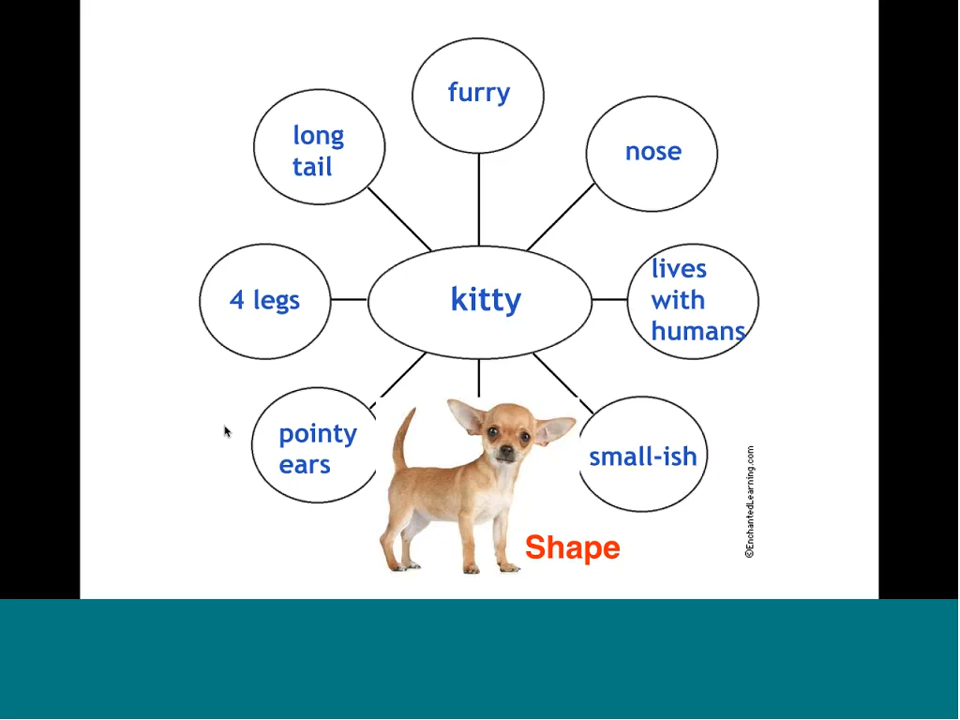 furry
long
tail
nose
4 legs
kitty
lives
with
humans
pointy
ears
small-ish
Shape
©EnchantedLearning.com